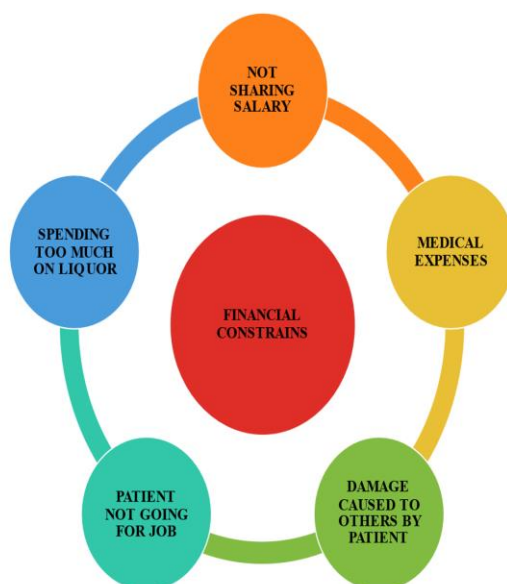 NOT
SHARING
SALARY
SPENDING
TOO MUCH
ON LIQUOR
MEDICAL
EXPENSES
FINANCIAL
CONSTRAINS
PATIENT
NOT GOING
FOR JOB
DAMAGE
CAUSED TO
OTHERS BY
PATIENT